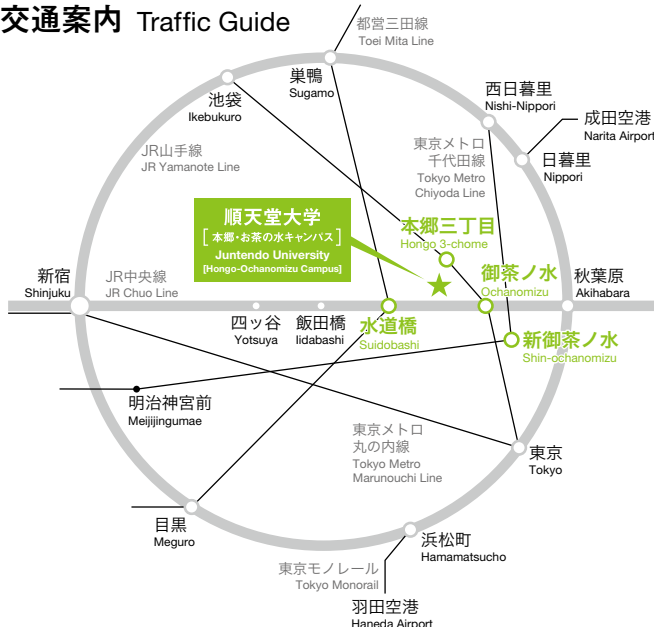 交通案内 Traffic Guide
都営三田線
Toei Mita Line
巣鴨
Sugamo
池袋
Ikebukuro
西日暮里
Nishi-Nippori
成田空港
Narita Airport
日暮里
Nippori
JR山手線
JR Yamanote Line
東京メトロ
千代田線
Tokyo Metro
Chiyoda Line
順天堂大学
[本郷・お茶の水キャンパス]
Juntendo University
[Hongo-Ochanomizu Campus]
本郷三丁目
Hongo 3-chome
新宿
Shinjuku
JR中央線
JR Chuo Line
御茶ノ水
Ochanomizu
秋葉原
Akihabara
四ッ谷
Yotsuya
飯田橋
Iidabashi
水道橋
Suidobashi
新御茶ノ水
Shin-ochanomizu
明治神宮前
Meijijingumae
東京メトロ
丸の内線
Tokyo Metro
Marunouchi Line
東京
Tokyo
目黒
Meguro
浜松町
Hamamatsucho
東京モノレール
Tokyo Monorail
羽田空港
Haneda Airport